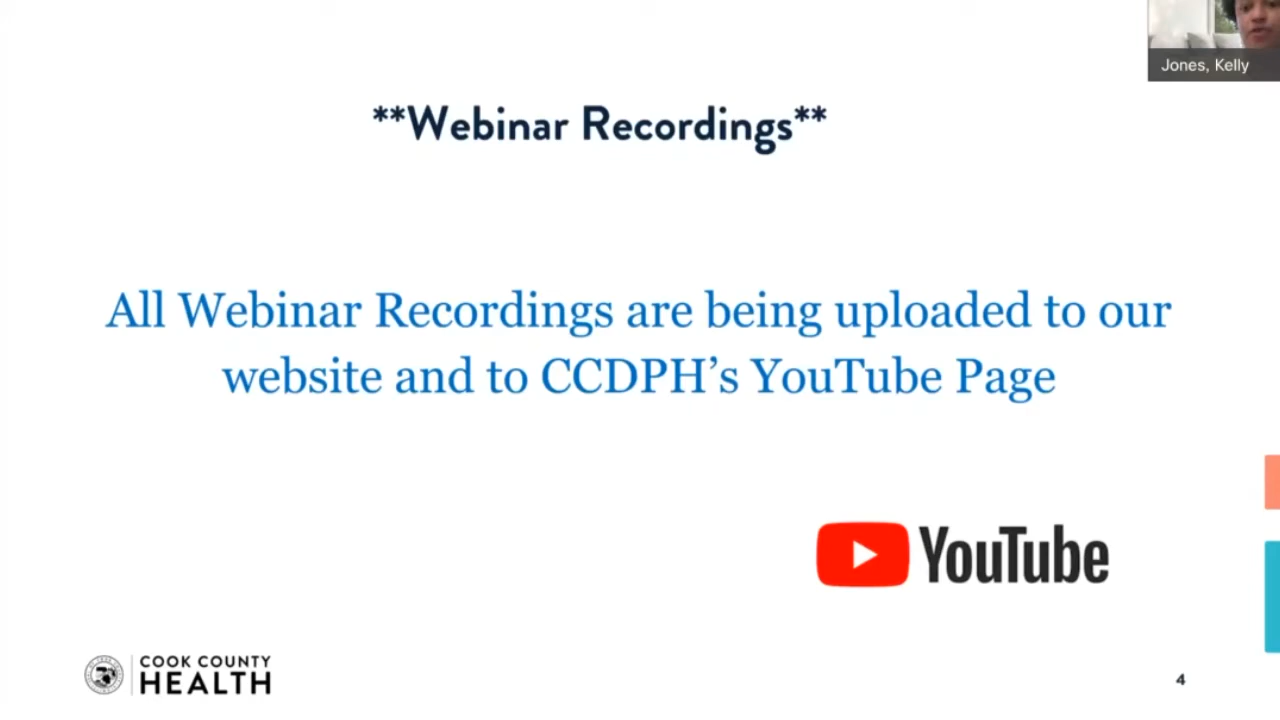 Jones, Kelly
**Webinar Recordings**
All Webinar Recordings are being uploaded to our
website and to CCDPH’s YouTube Page
YouTube
COOK COUNTY
HEALTH
4